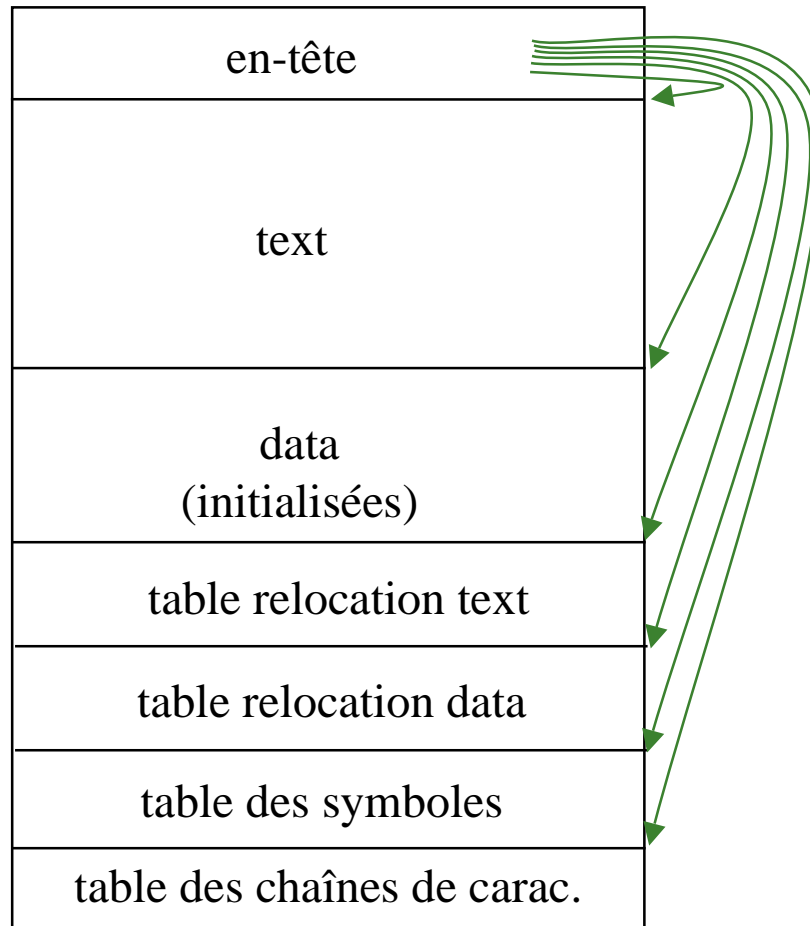 en-tête
text
data
(initialisées)
table relocation text
table relocation data
table des symboles
table des chaînes de carac.